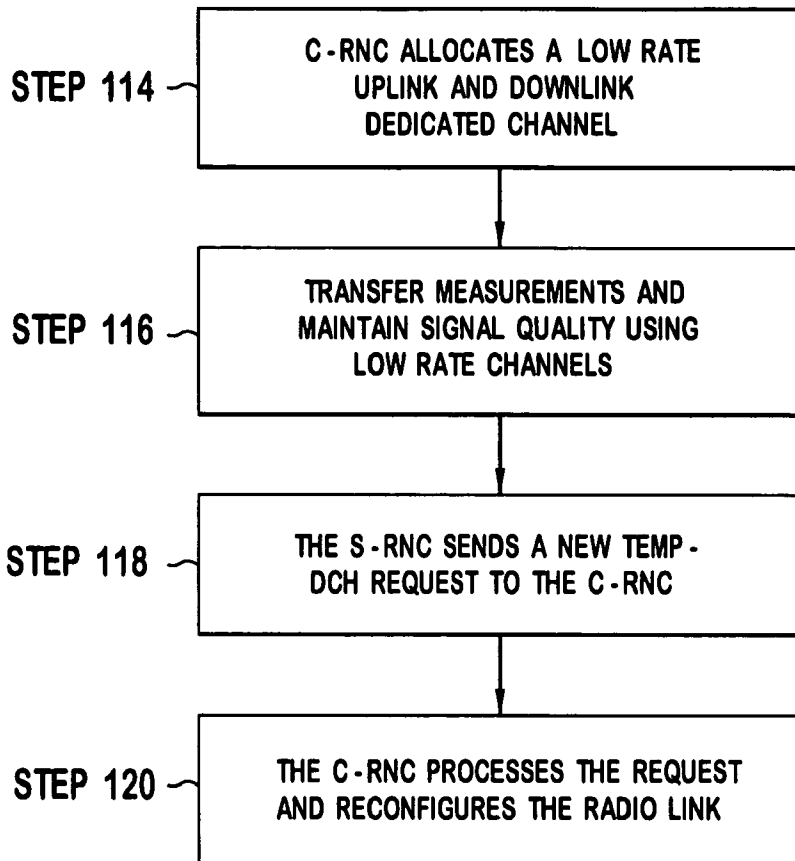 STEP 114
C-RNC ALLOCATES A LOW RATE
UPLINK AND DOWNLINK
DEDICATED CHANNEL
STEP 116
TRANSFER MEASUREMENTS AND
MAINTAIN SIGNAL QUALITY USING
LOW RATE CHANNELS
STEP 118
THE S-RNC SENDS A NEW TEMP-
DCH REQUEST TO THE C-RNC
STEP 120
THE C-RNC PROCESSES THE REQUEST
AND RECONFIGURES THE RADIO LINK